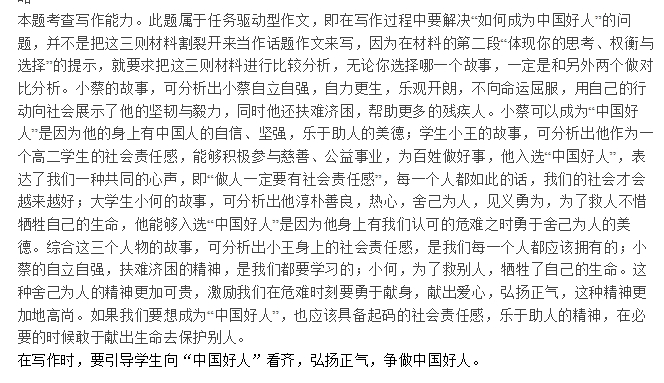 本题考查写作能力。此题属于任务驱动型作文，即在写作过程中要解决“如何成为中国好人”的问
题，并不是把这三则材料割裂开来当作话题作文来写，因为在材料的第二段“体现你的思考、权衡与
选择”的提示，就要求把这三则材料进行比较分析，无论你选择哪一个故事，一定是和另外两个做对
比分析。小蔡的故事，可分析出小蔡自立自强，自力更生，乐观开朗，不向命运屈服，用自己的行
动向社会展示了他的坚韧与毅力，同时他还扶难济困，帮助更多的残疾人。小蔡可以成为“中国好
人”是因为他的身上有中国人的自信、坚强，乐于助人的美德；学生小王的故事，可分析出他作为一
个高二学生的社会责任感，能够积极参与慈善、公益事业，为百姓做好事，他入选“中国好人”，表
达了我们一种共同的心声，即“做人一定要有社会责任感”，每一个人都如此的话，我们的社会才会
越来越好；大学生小何的故事，可分析出他淳朴善良，热心，舍己为人，见义勇为，为了救人不惜
牺牲自己的生命，他能够入选“中国好人”是因为他身上有我们认可的危难之时勇于舍己为人的美
德。综合这三个人物的故事，可分析出小王身上的社会责任感，是我们每一个人都应该拥有的；小
蔡的自立自强，扶难济困的精神，是我们都要学习的；小何，为了救别人，牺牲了自己的生命。这
种舍己为人的精神更加可贵，激励我们在危难时刻要勇于献身，献出爱心，弘扬正气，这种精神更
加地高尚。如果我们要想成为“中国好人”，也应该具备起码的社会责任感，乐于助人的精神，在必
要的时候敢于献出生命去保护别人。
在写作时，要引导学生向“中国好人”看齐，弘扬正气，争做中国好人。